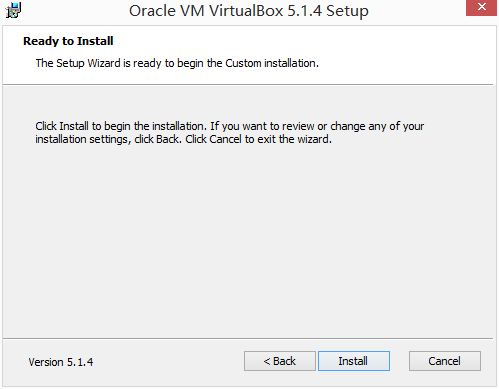 Oracle VM VirtualBox 5.1.4 Setup
Ready to Install
The Setup Wizard is ready to begin the Custom installation.
Click Install to begin the installation. If you want to review or change any of your
installation settings, click Back. Click Cancel to exit the wizard.
Version 5.1.4
< Back
Install
Cancel